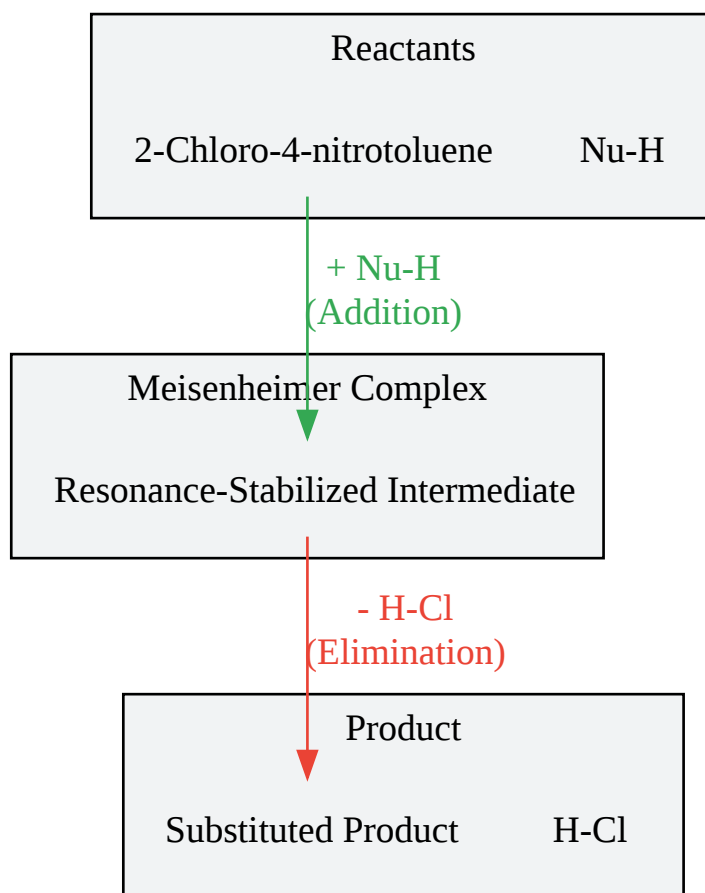 Reactants
2-Chloro-4-nitrotoluene Nu-H
+ Nu-H
(Addition)
Meisenheimer Complex
Resonance-Stabilized Intermediate
- H-Cl
(Elimination)
Product
Substituted Product H-Cl